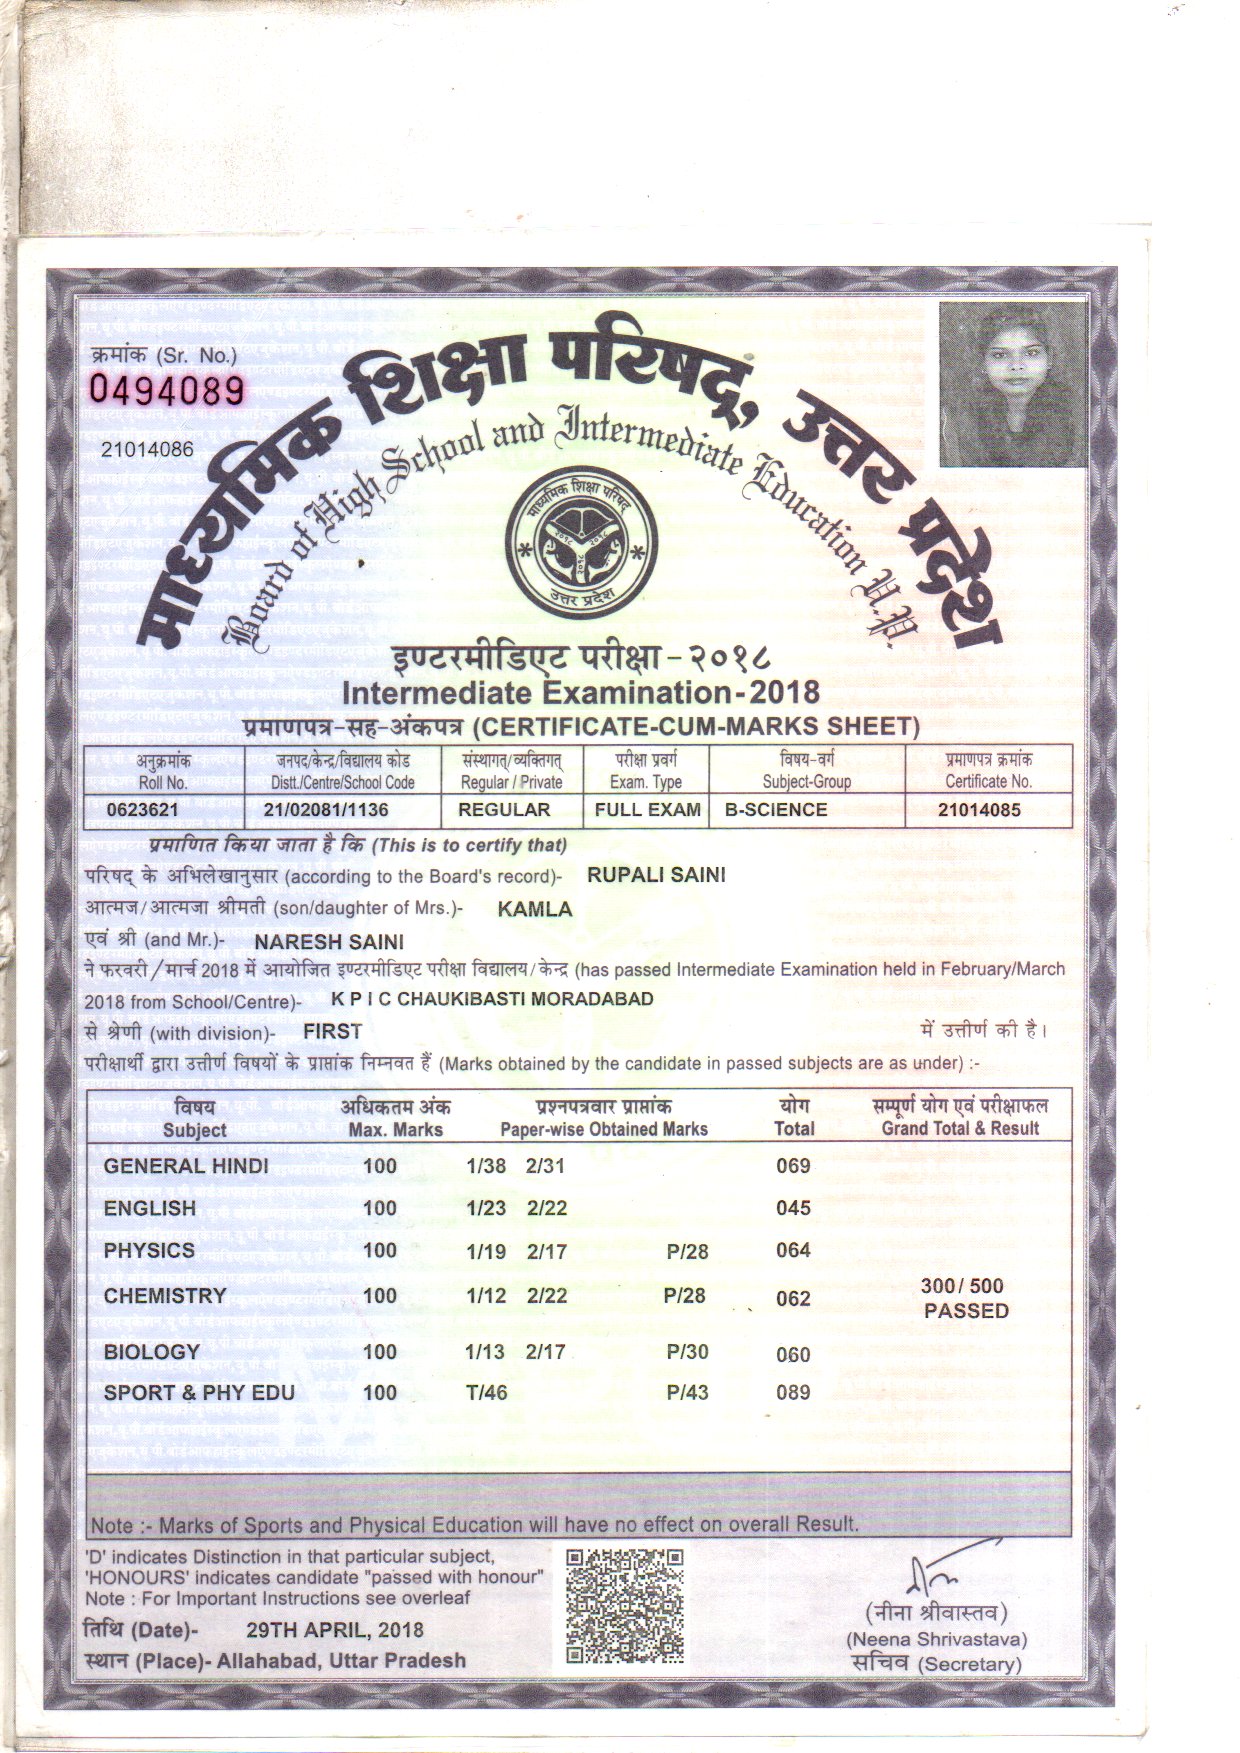 क्रमांक (Sr. No.)
0494089
21014086
माध्यमिक शिक्षा परिषद्, उत्तर प्रदेश
Board of High School and Intermediate Education U.P.
माध्यमिक शिक्षा परिषद्
२०१८ २०१८
२०१८
उत्तर प्रदेश
इण्टरमीडिएट परीक्षा-२०१८
Intermediate Examination-2018
प्रमाणपत्र-सह-अंकपत्र (CERTIFICATE-CUM-MARKS SHEET)
अनुक्रमांक जनपद/केन्द्र/विद्यालय कोड संस्थागत्/व्यक्तिगत् परीक्षा प्रवर्ग विषय-वर्ग प्रमाणपत्र क्रमांक
Roll No. Distt./Centre/School Code Regular / Private Exam. Type Subject-Group Certificate No.
0623621 21/02081/1136 REGULAR FULL EXAM B-SCIENCE 21014085
प्रमाणित किया जाता है कि (This is to certify that)
परिषद् के अभिलेखानुसार (according to the Board's record)- RUPALI SAINI
आत्मज/आत्मजा श्रीमती (son/daughter of Mrs.)- KAMLA
एवं श्री (and Mr.)- NARESH SAINI
ने फरवरी/मार्च 2018 में आयोजित इण्टरमीडिएट परीक्षा विद्यालय/केन्द्र (has passed Intermediate Examination held in February/March
2018 from School/Centre)- K P I C CHAUKIBASTI MORADABAD
से श्रेणी (with division)- FIRST में उत्तीर्ण की है।
परीक्षार्थी द्वारा उत्तीर्ण विषयों के प्राप्तांक निम्नवत हैं (Marks obtained by the candidate in passed subjects are as under) :-
विषय अधिकतम अंक प्रश्नपत्रवार प्राप्तांक योग सम्पूर्ण योग एवं परीक्षाफल
Subject Max. Marks Paper-wise Obtained Marks Total Grand Total & Result
GENERAL HINDI 100 1/38 2/31 069
ENGLISH 100 1/23 2/22 045
PHYSICS 100 1/19 2/17 P/28 064
CHEMISTRY 100 1/12 2/22 P/28 062 300/ 500
PASSED
BIOLOGY 100 1/13 2/17 P/30 060
SPORT & PHY EDU 100 T/46 P/43 089
Note :- Marks of Sports and Physical Education will have no effect on overall Result.
'D' indicates Distinction in that particular subject,
'HONOURS' indicates candidate "passed with honour"
Note : For Important Instructions see overleaf
तिथि (Date)- 29TH APRIL, 2018
स्थान (Place)- Allahabad, Uttar Pradesh
(नीना श्रीवास्तव)
(Neena Shrivastava)
सचिव (Secretary)